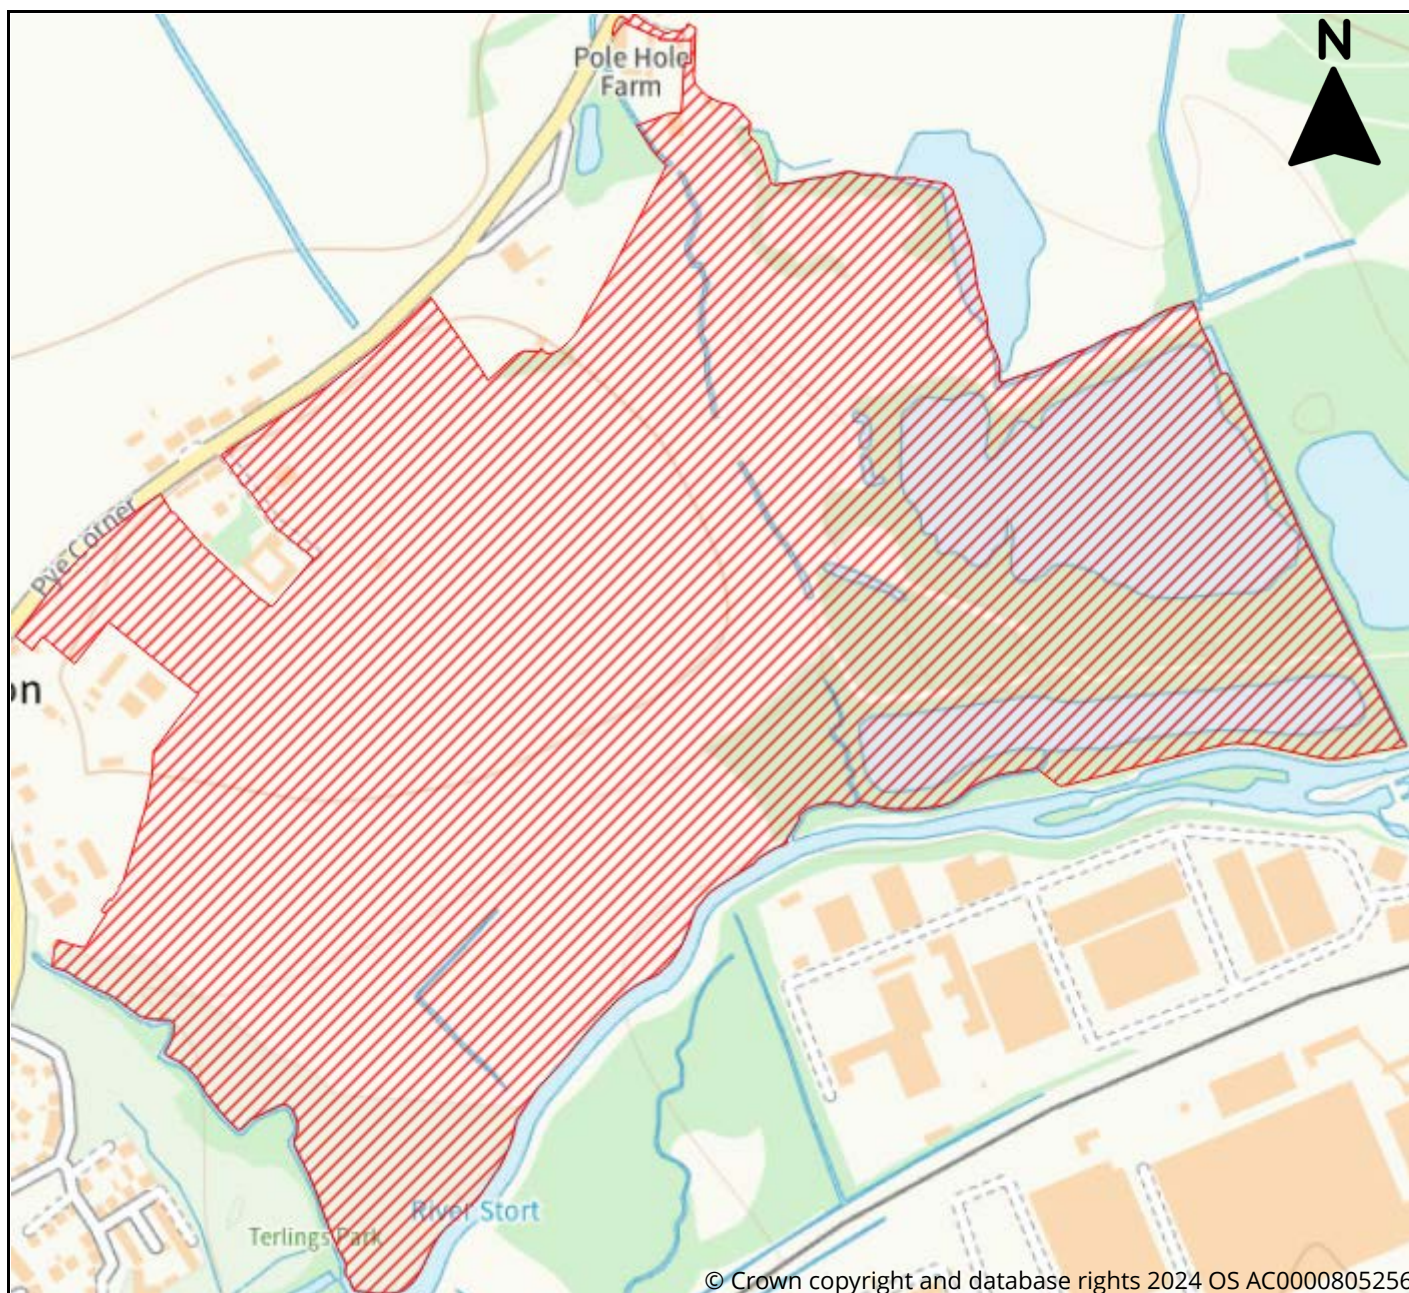 N
Pole Hole
Farm
Pye Corner
on
River Stort
Terlings Park
© Crown copyright and database rights 2024 OS AC0000805256